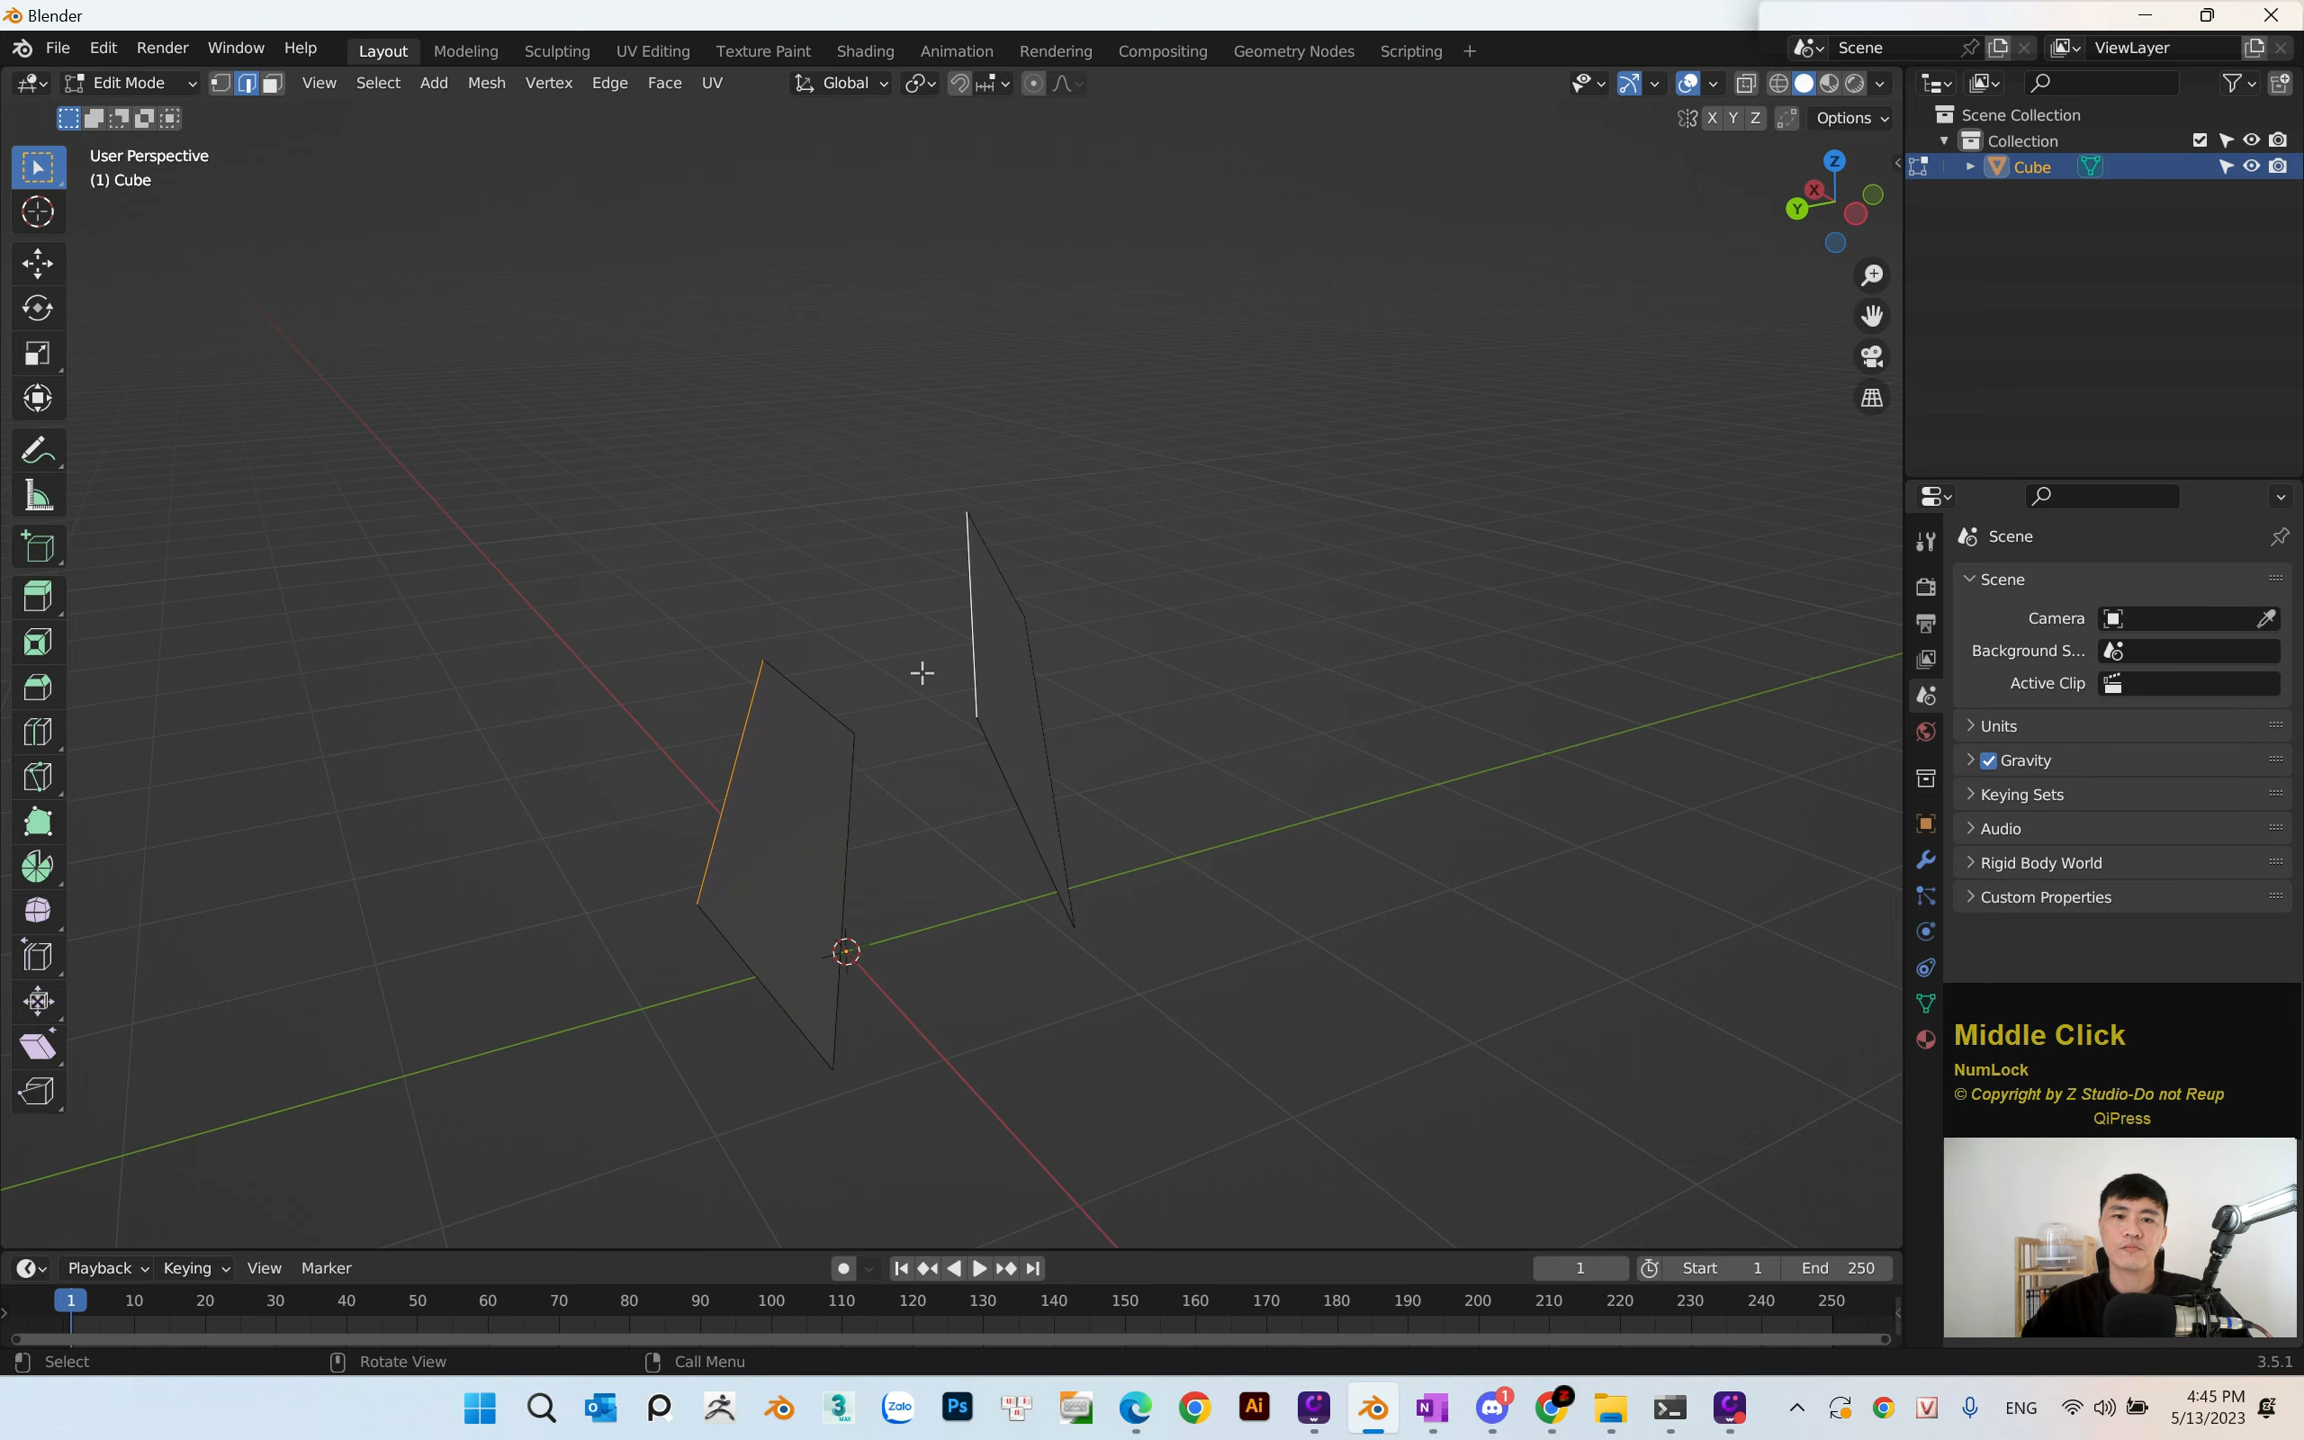 Blender
File Edit Render Window Help Layout Modeling Sculpting UV Editing Texture Paint Shading Animation Rendering Compositing Geometry Nodes Scripting + Scene ViewLayer
Edit Mode View Select Add Mesh Vertex Edge Face UV Global
X Y Z Options
User Perspective
(1) Cube
Z
X
Y
Scene Collection
Collection
Cube
Scene
Scene
Camera
Background S...
Active Clip
Units
Gravity
Keying Sets
Audio
Rigid Body World
Custom Properties
Middle Click
NumLock
© Copyright by Z Studio-Do not Reup
QiPress
Playback Keying View Marker 1 Start 1 End 250
1 10 20 30 40 50 60 70 80 90 100 110 120 130 140 150 160 170 180 190 200 210 220 230 240 250
Select Rotate View Call Menu 3.5.1
Zalo Ps Ai N 1 Z V ENG 4:45 PM
5/13/2023